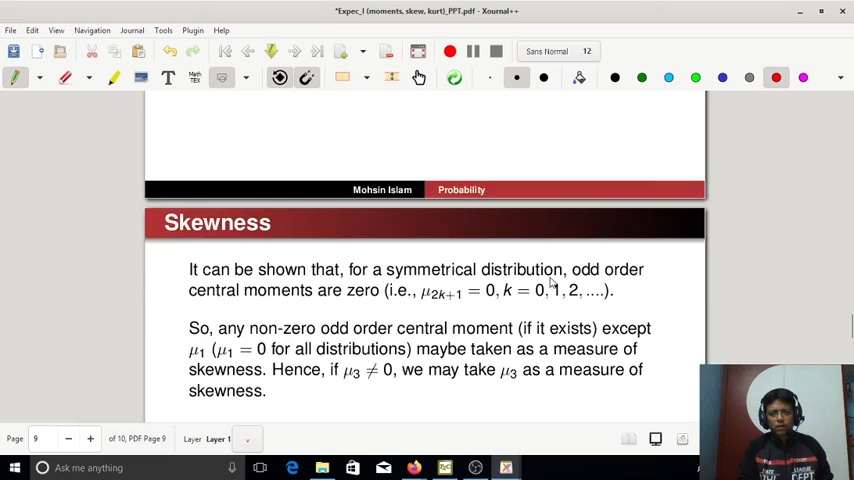 *Expec_I (moments, skew, kurt)_PPT.pdf - Xournal++
File Edit View Navigation Journal Tools Plugin Help
Sans Normal 12
T Math TEX
Mohsin Islam Probability
Skewness
It can be shown that, for a symmetrical distribution, odd order
central moments are zero (i.e., μ₂ₖ₊₁ = 0, k = 0, 1, 2, ....).
So, any non-zero odd order central moment (if it exists) except
μ₁ (μ₁ = 0 for all distributions) maybe taken as a measure of
skewness. Hence, if μ₃ ≠ 0, we may take μ₃ as a measure of
skewness.
Page 9 of 10, PDF Page 9 Layer Layer 1
Ask me anything